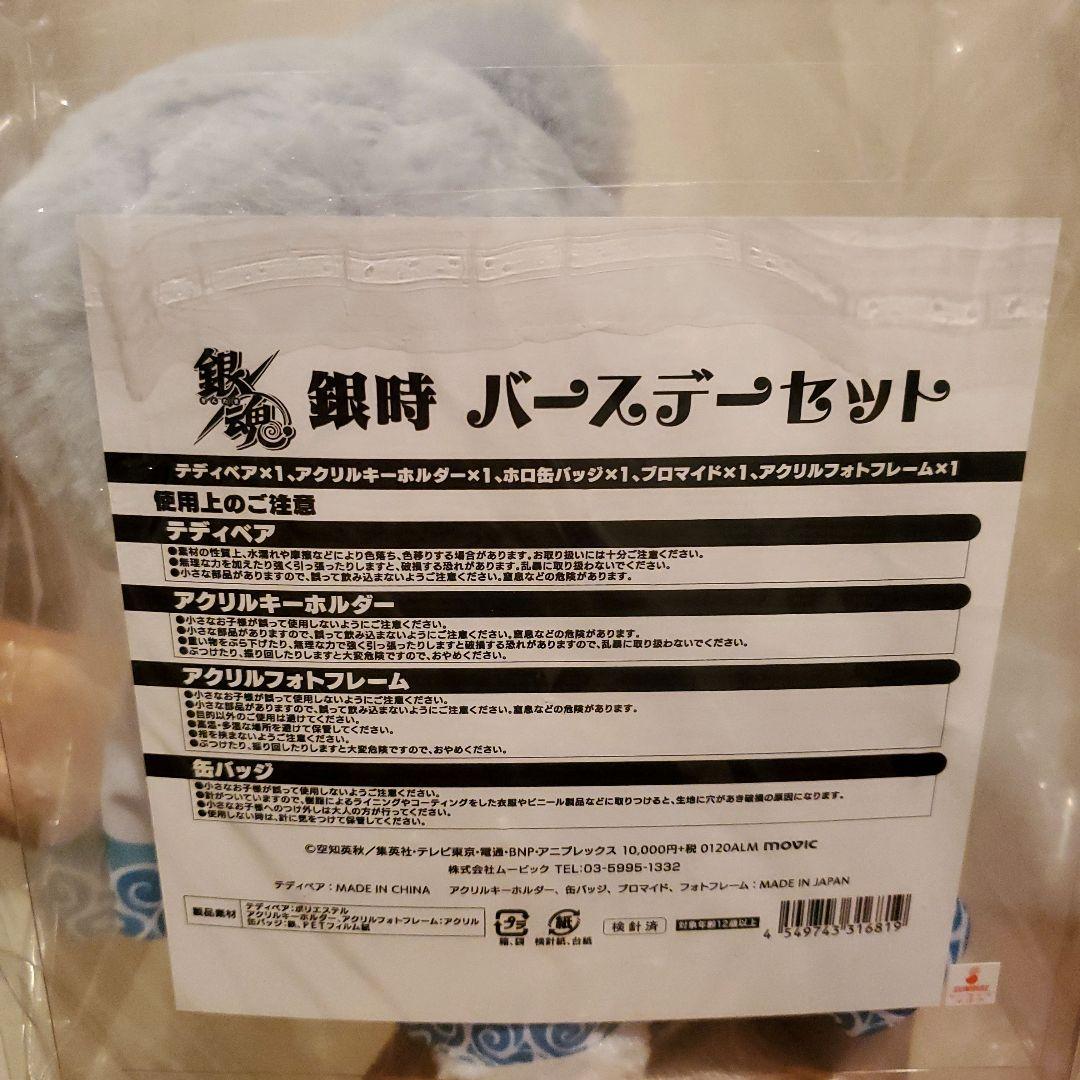 銀魂
ぎんたま
銀時 バースデーセット
テディベア×1、アクリルキーホルダー×1、ホロ缶バッジ×1、ブロマイド×1、アクリルフォトフレーム×1
使用上のご注意
テディベア
●素材の性質上、水濡れや摩擦などにより色落ち、色移りする場合があります。お取り扱いには十分ご注意ください。
●無理な力を加えたり強く引っ張ったりしますと、破損する恐れがあります。乱暴に取り扱わないでください。
●小さな部品がありますので、誤って飲み込まないようご注意ください。窒息などの危険があります。
アクリルキーホルダー
●小さなお子様が誤って使用しないようにご注意ください。
●小さな部品がありますので、誤って飲み込まないようにご注意ください。窒息などの危険があります。
●重い物をぶら下げたり、無理な力で強く引っ張ったりしますと破損する恐れがありますので、乱暴に取り扱わないでください。
●ぶつけたり、振り回したりしますと大変危険ですので、おやめください。
アクリルフォトフレーム
●小さなお子様が誤って使用しないようにご注意ください。
●小さな部品がありますので、誤って飲み込まないようにご注意ください。窒息などの危険があります。
●目的以外のご使用は避けてください。
●高温・多湿な場所を避けて保管してください。
●指を挟まないようご注意ください。
●ぶつけたり、振り回したりしますと大変危険ですので、おやめください。
缶バッジ
●小さなお子様が誤って使用しないようご注意ください。
●針がついていますので、樹脂によるライニングやコーティングをした衣服やビニール製品などに取りつけると、生地に穴があき破損の原因になります。
●小さなお子様へのつけ外しは大人の方が行ってください。
●使用しない時は、針に気をつけて保管してください。
©空知英秋／集英社・テレビ東京・電通・BNP・アニプレックス 10,000円+税 0120ALM movic
株式会社ムービック TEL:03-5995-1332
テディベア：MADE IN CHINA アクリルキーホルダー、缶バッジ、ブロマイド、フォトフレーム：MADE IN JAPAN
製品素材
テディベア：ポリエステル
アクリルキーホルダー、アクリルフォトフレーム：アクリル
缶バッジ：鉄、PETフィルム紙
プラ
箱、袋
紙
検針紙、台紙
検針済
対象年齢12歳以上
4 549743 316819